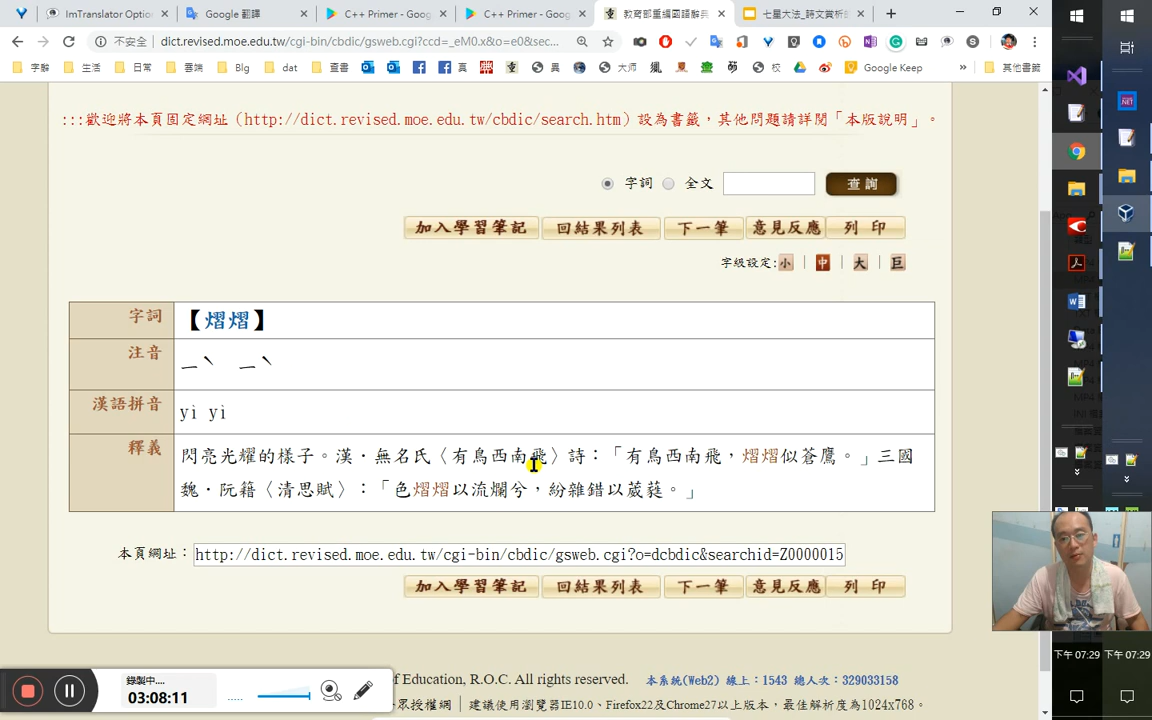 ImTranslator Option
Google 翻譯
C++ Primer - Goog
C++ Primer - Goog
教育部重編國語辭典
七星大法_詩文賞析的
不安全 | dict.revised.moe.edu.tw/cgi-bin/cbdic/gsweb.cgi?ccd=_eM0.x&o=e0&sec...
字辭 生活 日常 雲端 Blg dat 查書 真 異 大师 校 Google Keep » 其他書籤
:::歡迎將本頁固定網址（http://dict.revised.moe.edu.tw/cbdic/search.htm）設為書籤，其他問題請詳閱「本版說明」。
字詞 全文 查詢
加入學習筆記 回結果列表 下一筆 意見反應 列 印
字級設定:小 | 中 | 大 | 巨
字詞 【熠熠】
注音 ㄧˋ ㄧˋ
漢語拼音 yì yì
釋義 閃亮光耀的樣子。漢．無名氏〈有鳥西南飛〉詩：「有鳥西南飛，熠熠似蒼鷹。」三國
魏．阮籍〈清思賦〉：「色熠熠以流爛兮，紛雜錯以葳蕤。」
本頁網址： http://dict.revised.moe.edu.tw/cgi-bin/cbdic/gsweb.cgi?o=dcbdic&searchid=Z0000015
加入學習筆記 回結果列表 下一筆 意見反應 列 印
of Education, R.O.C. All rights reserved. 本系統(Web2) 線上：1543 總人次：329033158
眾授權網 | 建議使用瀏覽器IE10.0、Firefox22及Chrome27以上版本，最佳解析度為1024x768。
錄製中....
03:08:11
下午 07:29 下午 07:29